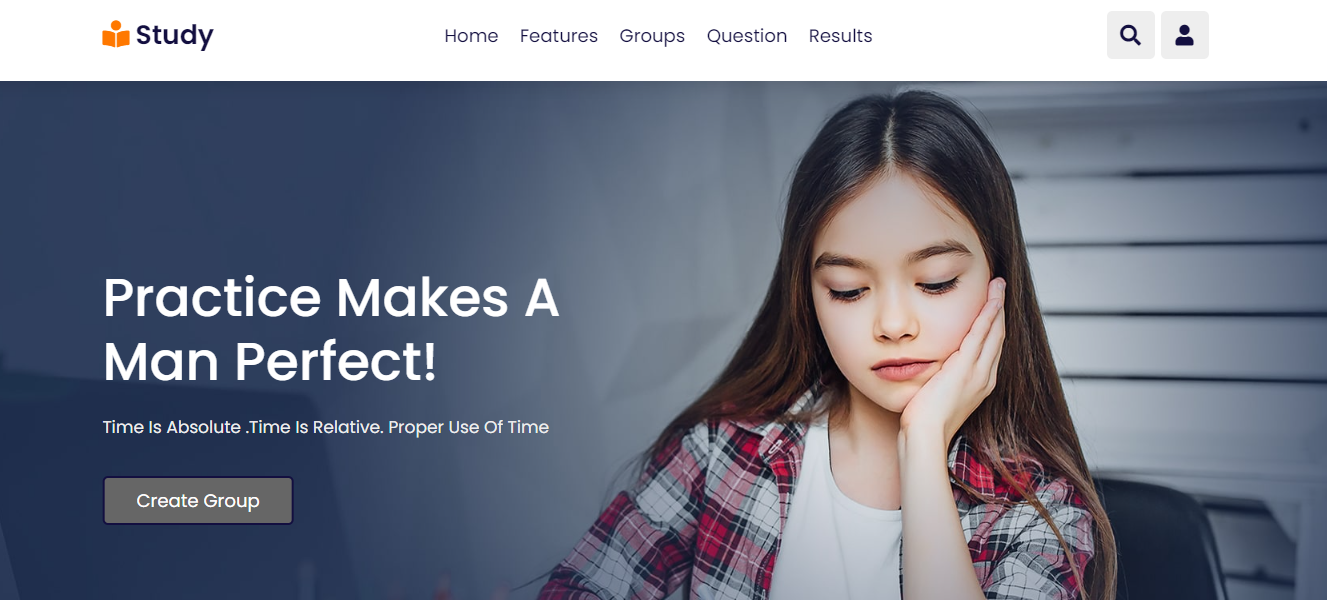 Study
Home Features Groups Question Results
Practice Makes A
Man Perfect!
Time Is Absolute .Time Is Relative. Proper Use Of Time
Create Group